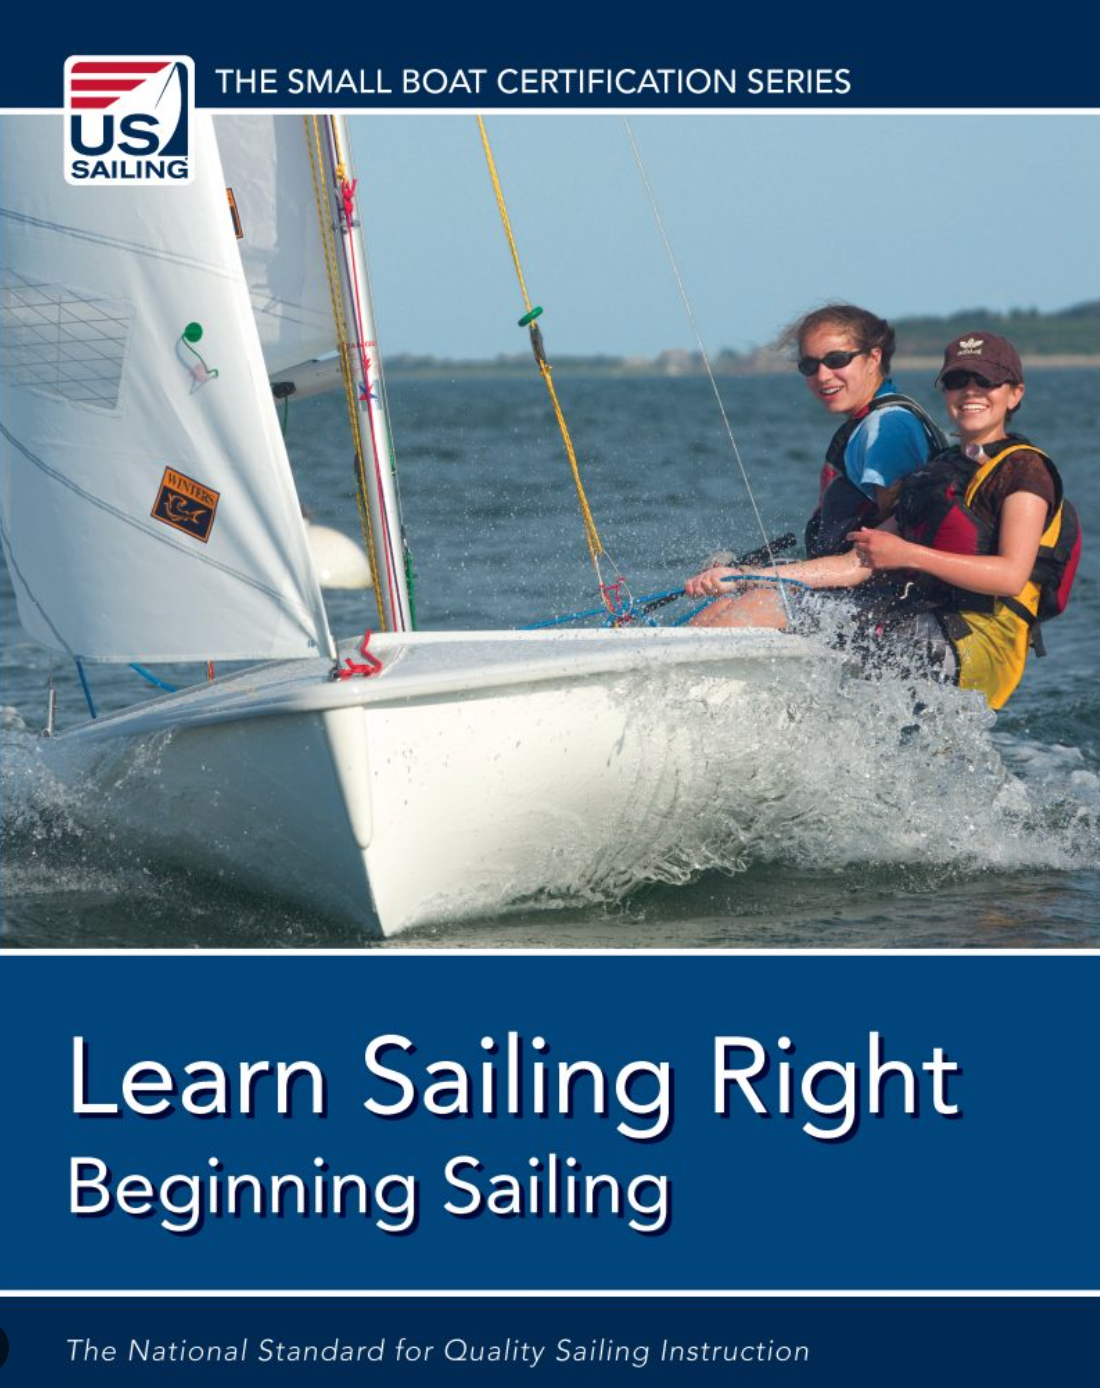 THE SMALL BOAT CERTIFICATION SERIES
US
SAILING
WINTERS
adidas
Learn Sailing Right
Beginning Sailing
The National Standard for Quality Sailing Instruction